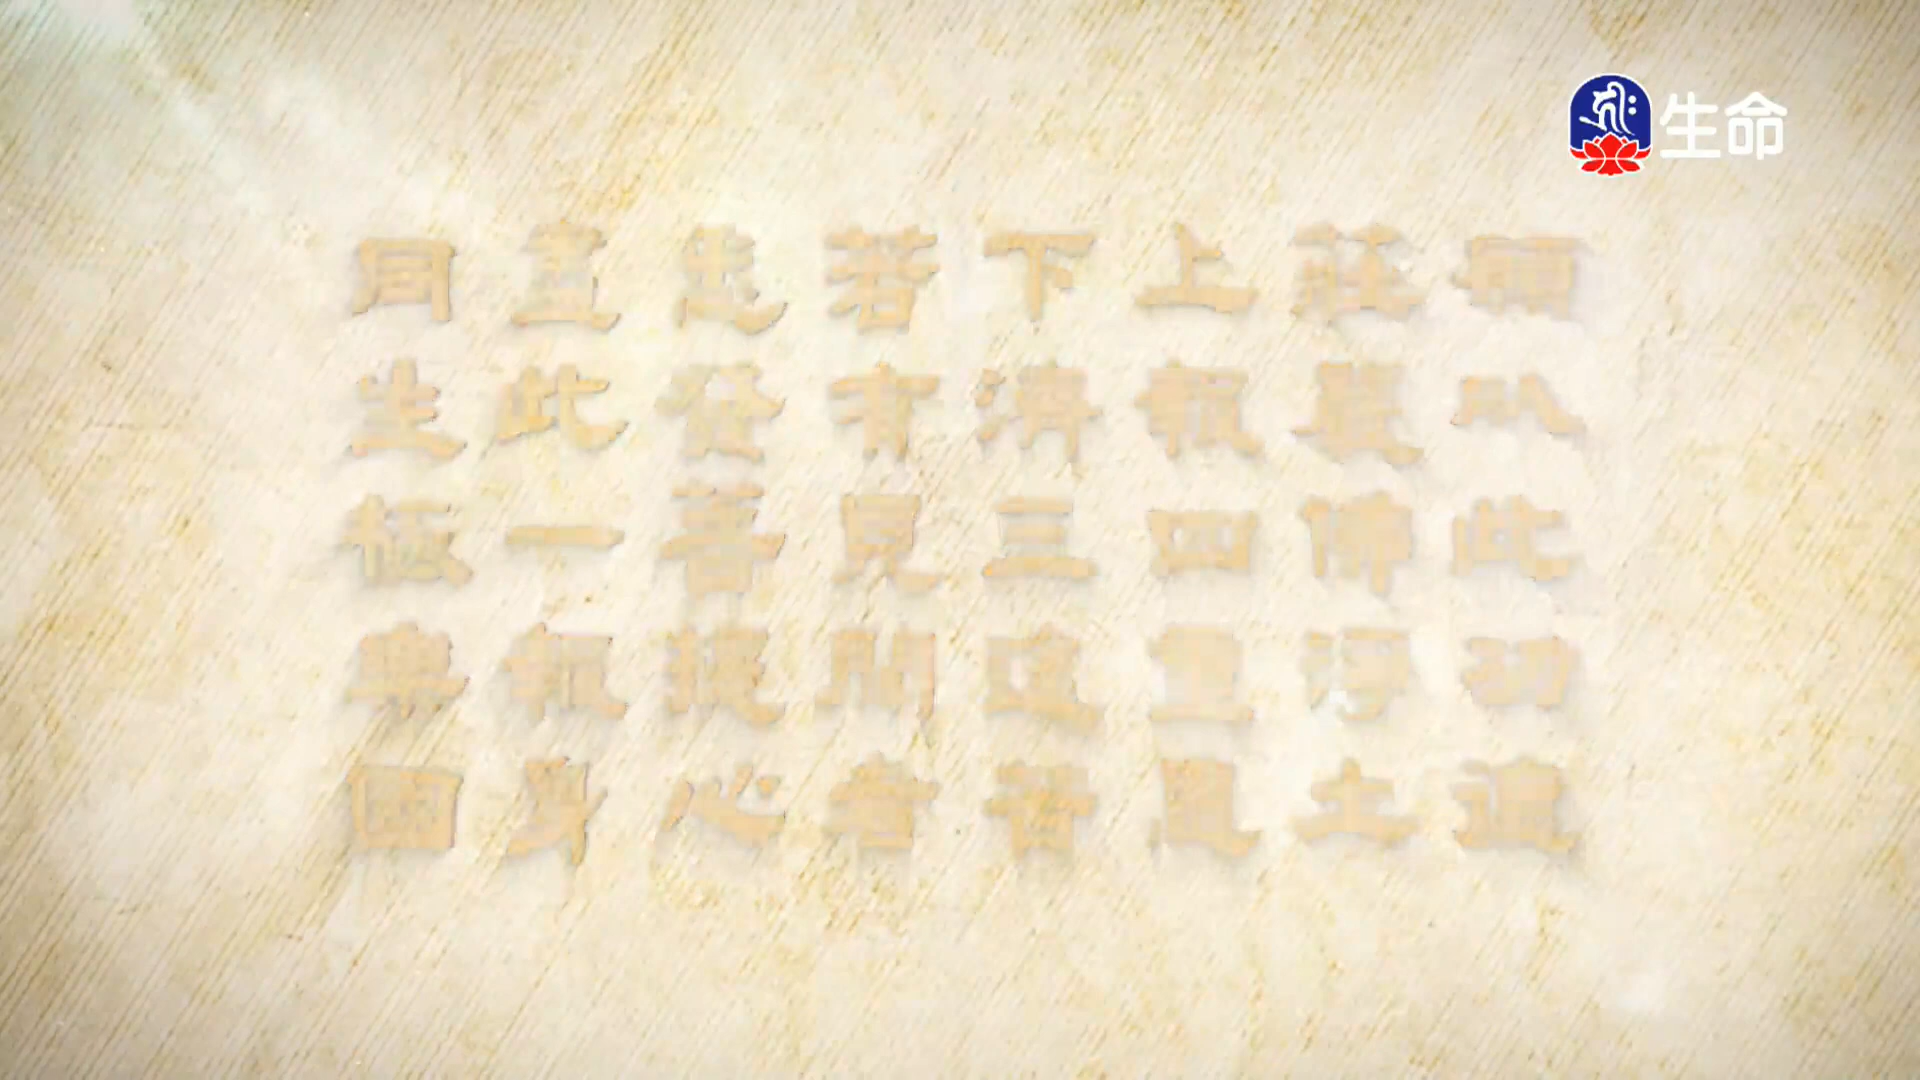 生命
願以此功德
莊嚴佛淨土
上報四重恩
下濟三途苦
若有見聞者
悉發菩提心
盡此一報身
同生極樂國